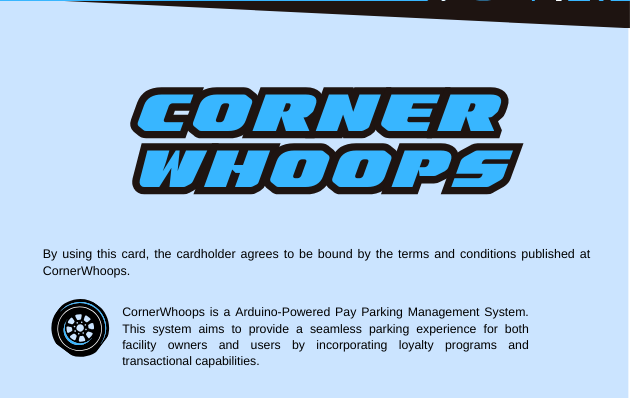 CORNER
WHOOPS
By using this card, the cardholder agrees to be bound by the terms and conditions published at
CornerWhoops.
CornerWhoops is a Arduino-Powered Pay Parking Management System.
This system aims to provide a seamless parking experience for both
facility owners and users by incorporating loyalty programs and
transactional capabilities.